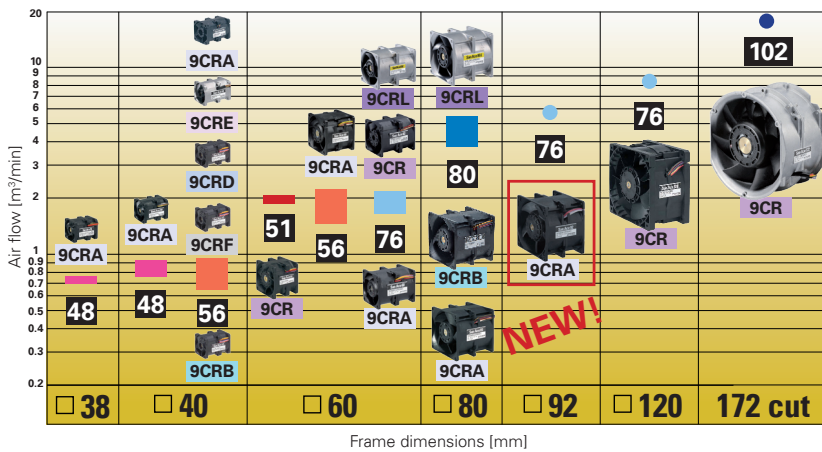 Air flow [m³/min]
20
10
9
8
7
6
5
4
3
2
1
0.9
0.8
0.7
0.6
0.5
0.4
0.3
0.2
9CRA
48
9CRA
48
9CRA
9CRE
9CRD
9CRF
56
9CRB
51
9CR
9CRA
56
9CRL
9CR
76
9CRA
9CRL
80
9CRB
9CRA
76
9CRA
NEW!
76
9CR
102
9CR
□ 38
□ 40
□ 60
□ 80
□ 92
□ 120
172 cut
Frame dimensions [mm]